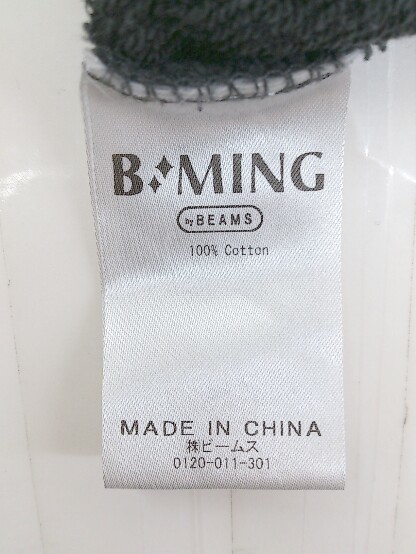 B:MING
by BEAMS
100% Cotton
MADE IN CHINA
㈱ビームス
0120-011-301